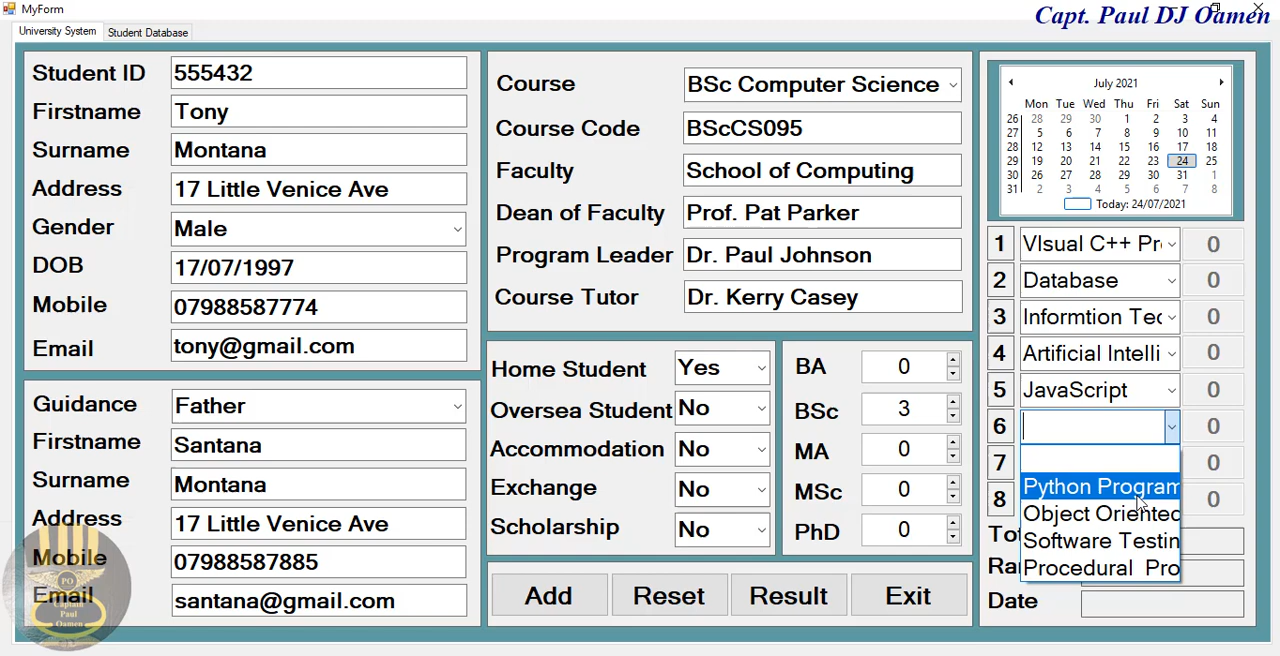 MyForm
Capt. Paul DJ Oamen
University System
Student Database
Student ID 555432
Firstname Tony
Surname Montana
Address 17 Little Venice Ave
Gender Male
DOB 17/07/1997
Mobile 07988587774
Email tony@gmail.com
Guidance Father
Firstname Santana
Surname Montana
Address 17 Little Venice Ave
Mobile 07988587885
Email santana@gmail.com
PO
Captain
Paul
Oamen
Course BSc Computer Science
Course Code BScCS095
Faculty School of Computing
Dean of Faculty Prof. Pat Parker
Program Leader Dr. Paul Johnson
Course Tutor Dr. Kerry Casey
Home Student Yes
Oversea Student No
Accommodation No
Exchange No
Scholarship No
BA 0
BSc 3
MA 0
MSc 0
PhD 0
Add Reset Result Exit
July 2021
Mon Tue Wed Thu Fri Sat Sun
26 28 29 30 1 2 3 4
27 5 6 7 8 9 10 11
28 12 13 14 15 16 17 18
29 19 20 21 22 23 24 25
30 26 27 28 29 30 31 1
31 2 3 4 5 6 7 8
Today: 24/07/2021
1 VIsual C++ Pr 0
2 Database 0
3 Informtion Tec 0
4 Artificial Intelli 0
5 JavaScript 0
6 0
7 0
Python Program
8 0
Object Oriented
Software Testin
Procedural Pro
To
Ra
Date